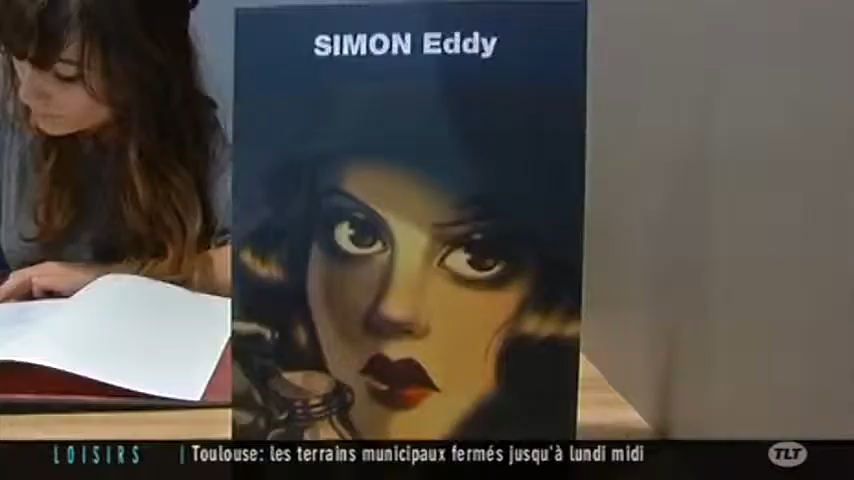 SIMON Eddy
LOISIRS | Toulouse: les terrains municipaux fermés jusqu'à lundi midi
TLT